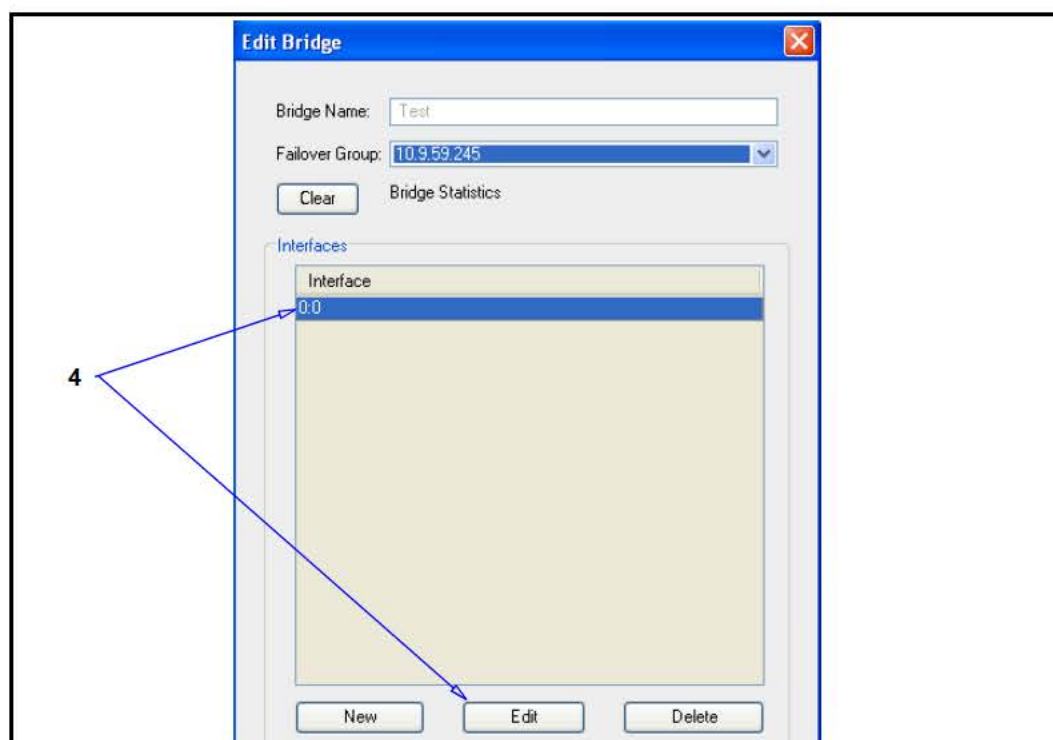 Edit Bridge
Bridge Name: Test
Failover Group: 10.9.59.245
Clear Bridge Statistics
Interfaces
Interface
0:0
4
New Edit Delete